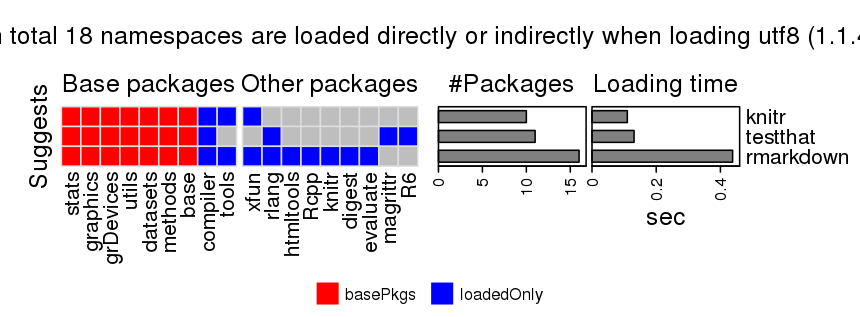 total 18 namespaces are loaded directly or indirectly when loading utf8 (1.1.4
Base packages Other packages #Packages Loading time
Suggests
knitr
testthat
rmarkdown
stats
graphics
grDevices
utils
datasets
methods
base
compiler
tools
xfun
rlang
htmltools
Rcpp
knitr
digest
evaluate
magrittr
R6
0 5 10 15
0 0.2 0.4
sec
basePkgs loadedOnly